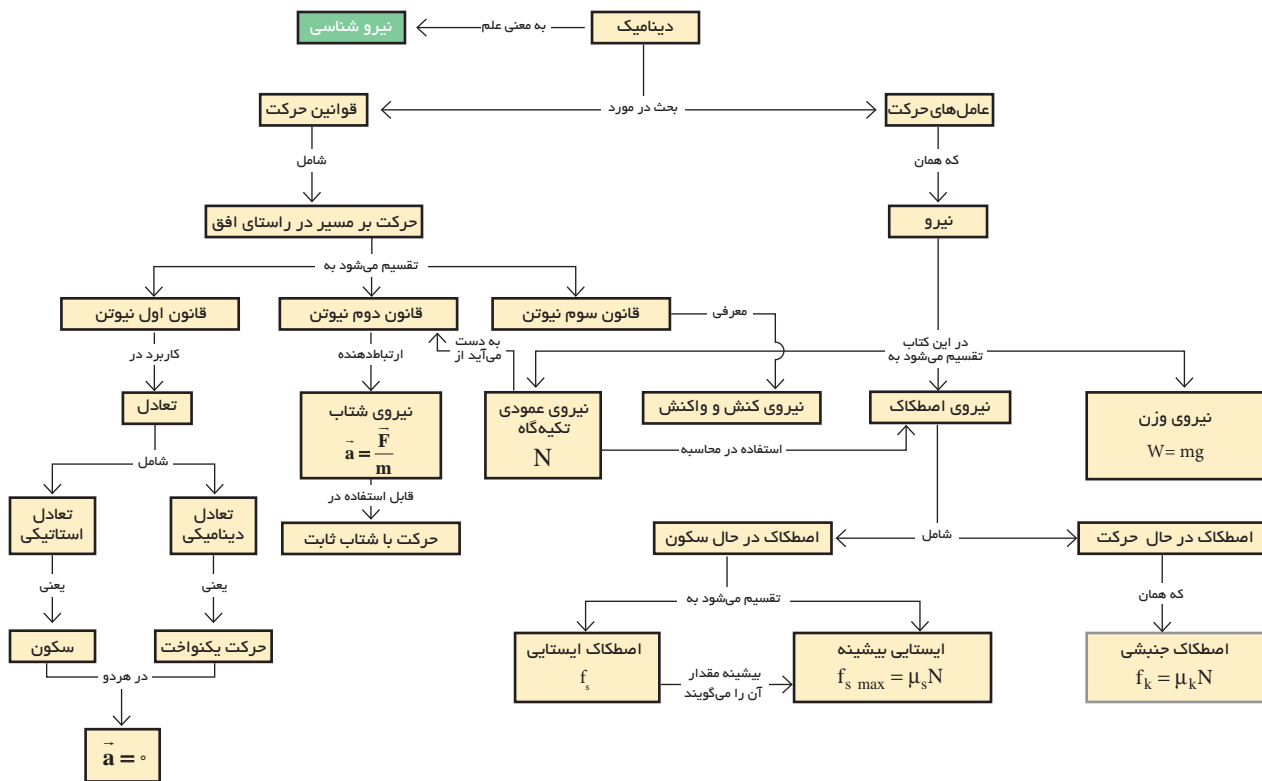 دینامیک
به معنی علم
نیرو شناسی
بحث در مورد
عامل‌های حرکت
قوانین حرکت
که همان
شامل
نیرو
حرکت بر مسیر در راستای افق
تقسیم می‌شود به
قانون سوم نیوتن
قانون دوم نیوتن
قانون اول نیوتن
معرفی
به دست
می‌آید از
ارتباط‌دهنده
کاربرد در
در این کتاب
تقسیم می‌شود به
نیروی وزن
W= mg
نیروی اصطکاک
نیروی کنش و واکنش
نیروی عمودی
تکیه‌گاه
N
نیروی شتاب
a = F/m
تعادل
استفاده در محاسبه
شامل
قابل استفاده در
حرکت با شتاب ثابت
تعادل
دینامیکی
تعادل
استاتیکی
شامل
اصطکاک در حال حرکت
اصطکاک در حال سکون
یعنی
یعنی
که همان
تقسیم می‌شود به
اصطکاک جنبشی
fk = μkN
ایستایی بیشینه
fs max = μsN
اصطکاک ایستایی
fs
بیشینه مقدار
آن را می‌گویند
حرکت یکنواخت
سکون
در هردو
a = °